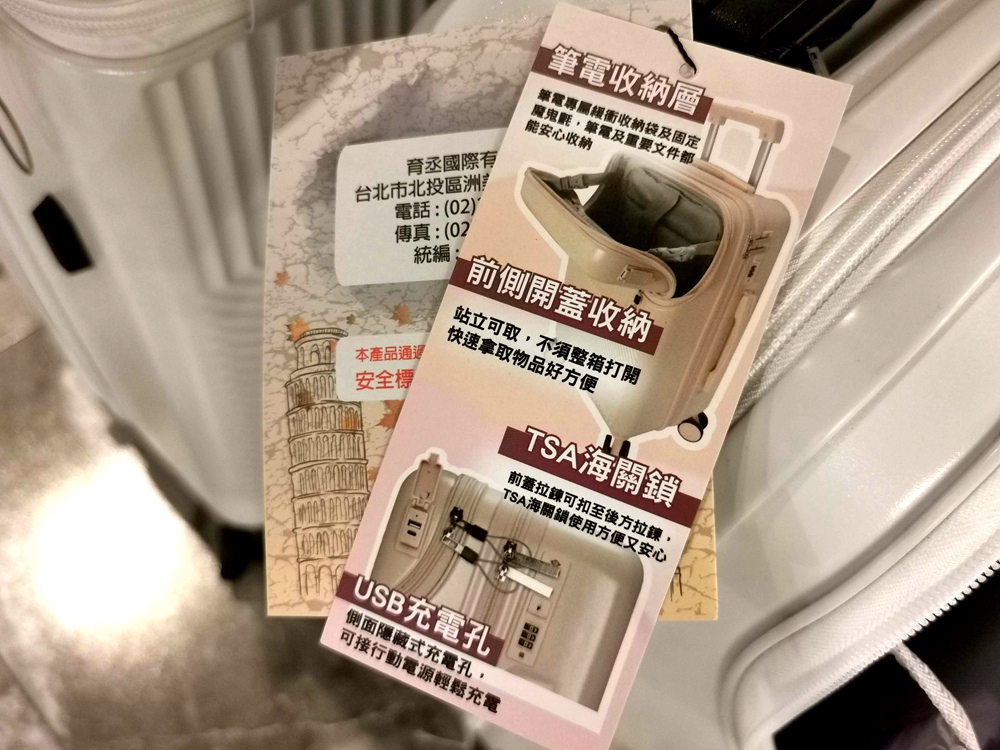 筆電收納層
筆電專屬緩衝收納袋及固定
魔鬼氈，筆電及重要文件都
能安心收納
前側開蓋收納
站立可取，不須整箱打開
快速拿取物品好方便
TSA海關鎖
前蓋拉鍊可扣至後方拉鍊，
TSA海關鎖使用方便又安心
USB充電孔
側面隱藏式充電孔，
可接行動電源輕鬆充電
育丞國際有
台北市北投區洲美
電話：(02)
傳真：(02
統編：
本產品通過
安全標